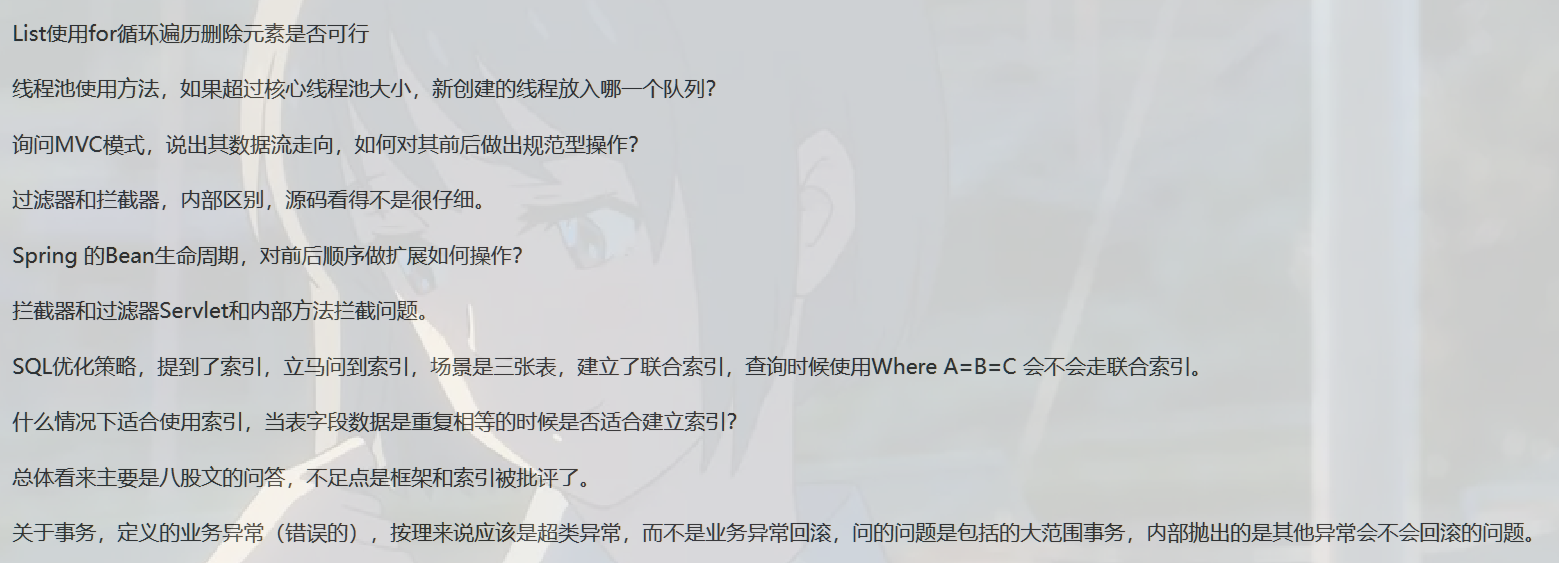 List使用for循环遍历删除元素是否可行
线程池使用方法，如果超过核心线程池大小，新创建的线程放入哪一个队列？
询问MVC模式，说出其数据流走向，如何对其前后做出规范型操作？
过滤器和拦截器，内部区别，源码看得不是很仔细。
Spring 的Bean生命周期，对前后顺序做扩展如何操作？
拦截器和过滤器Servlet和内部方法拦截问题。
SQL优化策略，提到了索引，立马问到索引，场景是三张表，建立了联合索引，查询时候使用Where A=B=C 会不会走联合索引。
什么情况下适合使用索引，当表字段数据是重复相等的时候是否适合建立索引？
总体看来主要是八股文的问答，不足点是框架和索引被批评了。
关于事务，定义的业务异常（错误的），按理来说应该是超类异常，而不是业务异常回滚，问的问题是包括的大范围事务，内部抛出的是其他异常会不会回滚的问题。